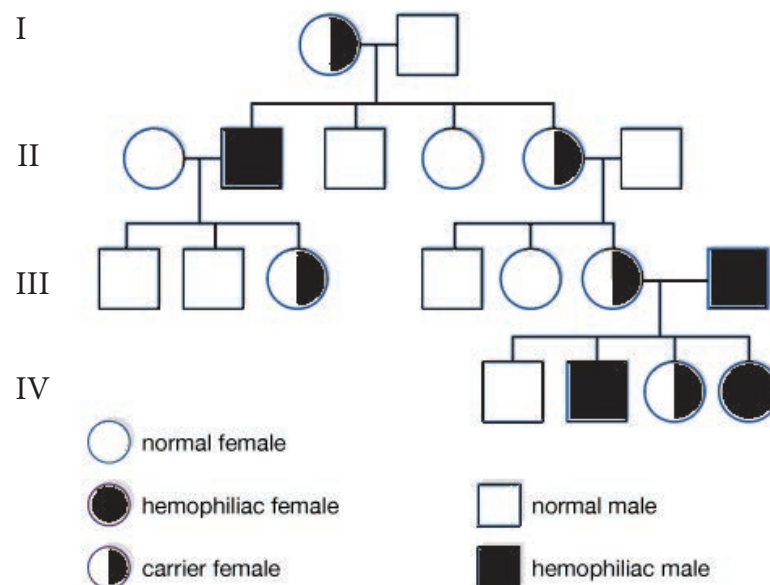 I
II
III
IV
normal female
hemophiliac female
normal male
carrier female
hemophiliac male